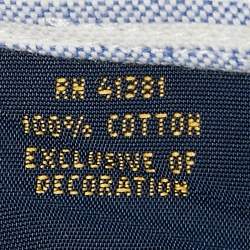 RN 41381
100% COTTON
EXCLUSIVE OF
DECORATION